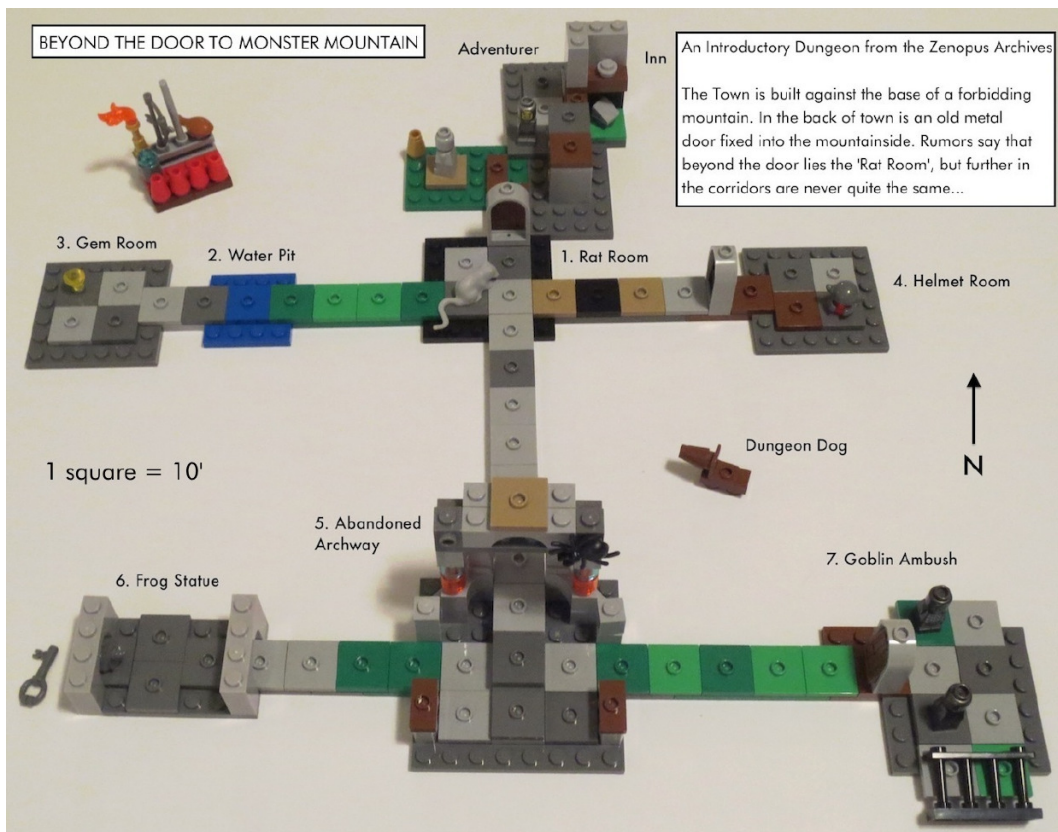 BEYOND THE DOOR TO MONSTER MOUNTAIN
Adventurer
Inn
An Introductory Dungeon from the Zenopus Archives
The Town is built against the base of a forbidding
mountain. In the back of town is an old metal
door fixed into the mountainside. Rumors say that
beyond the door lies the 'Rat Room', but further in
the corridors are never quite the same...
3. Gem Room
2. Water Pit
1. Rat Room
4. Helmet Room
1 square = 10'
Dungeon Dog
N
5. Abandoned
Archway
6. Frog Statue
7. Goblin Ambush